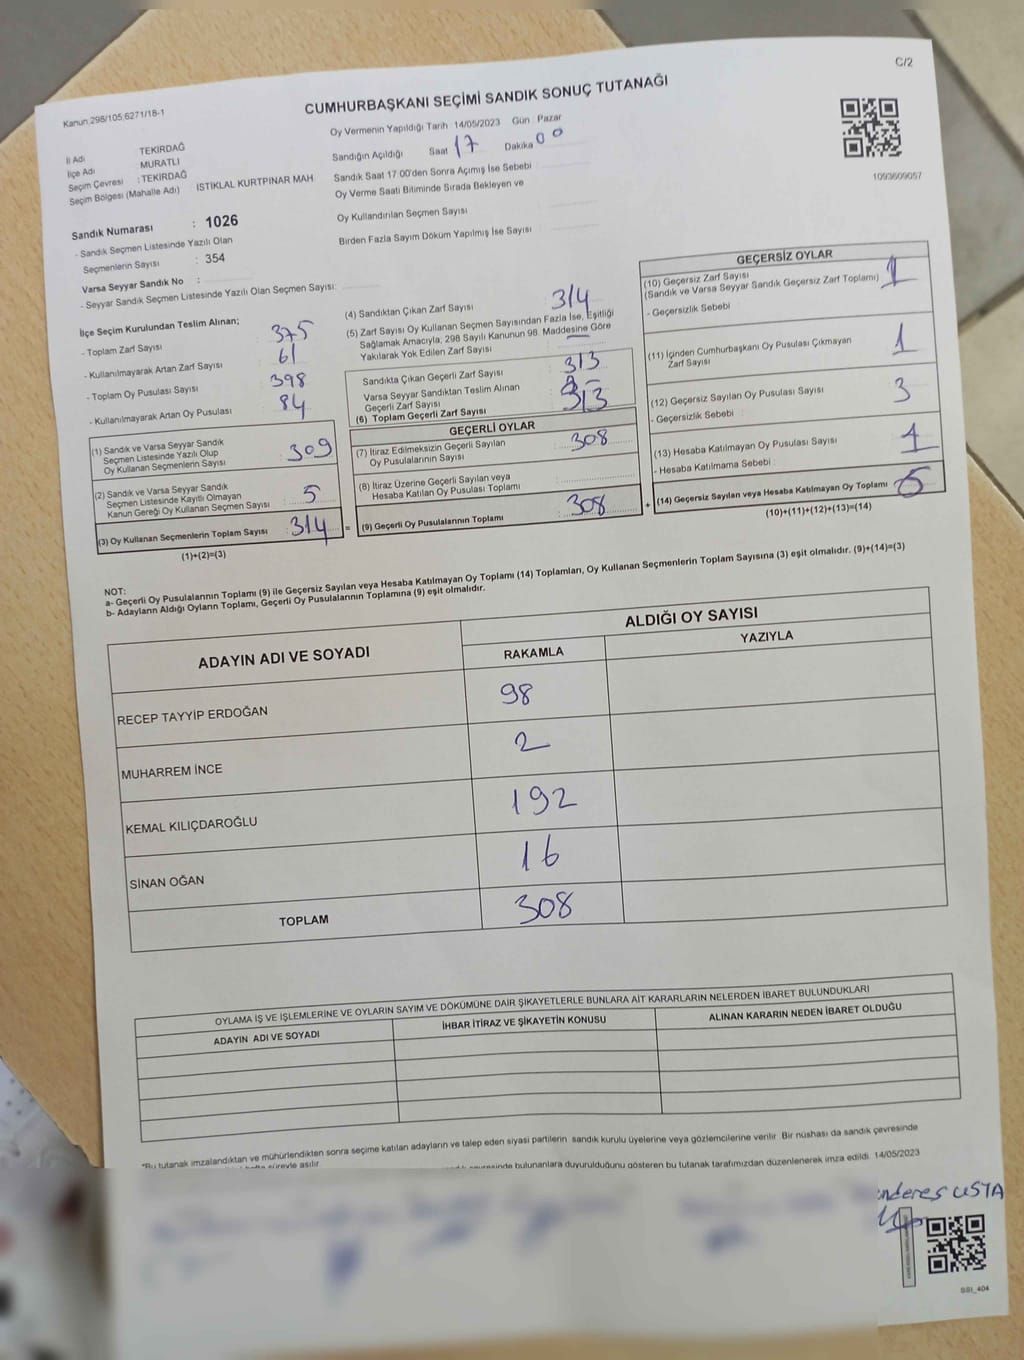 C/2
Kanun 298/105;6271/18-1
CUMHURBAŞKANI SEÇİMİ SANDIK SONUÇ TUTANAĞI
İl Adı TEKİRDAĞ
İlçe Adı MURATLI
Seçim Çevresi : TEKİRDAĞ
Seçim Bölgesi (Mahalle Adı) ISTIKLAL KURTPINAR MAH
Sandık Numarası : 1026
- Sandık Seçmen Listesinde Yazılı Olan
Seçmenlerin Sayısı : 354
Varsa Seyyar Sandık No :
- Seyyar Sandık Seçmen Listesinde Yazılı Olan Seçmen Sayısı:
Oy Vermenin Yapıldığı Tarih 14/05/2023 Gün : Pazar
Sandığın Açıldığı Saat 17 Dakika 00
Sandık Saat 17.00'den Sonra Açımış İse Sebebi
Oy Verme Saati Bitiminde Sırada Bekleyen ve
Oy Kullandırılan Seçmen Sayısı
Birden Fazla Sayım Döküm Yapılmış İse Sayısı :
1093609057
İlçe Seçim Kurulundan Teslim Alınan;
- Toplam Zarf Sayısı : 375
- Kullanılmayarak Artan Zarf Sayısı : 61
- Toplam Oy Pusulası Sayısı : 398
- Kullanılmayarak Artan Oy Pusulası : 84
(1) Sandık ve Varsa Seyyar Sandık
Seçmen Listesinde Yazılı Olup
Oy Kullanan Seçmenlerin Sayısı : 309
(2) Sandık ve Varsa Seyyar Sandık
Seçmen Listesinde Kayıtlı Olmayan
Kanun Gereği Oy Kullanan Seçmen Sayısı : 5
(3) Oy Kullanan Seçmenlerin Toplam Sayısı : 314 =
(1)+(2)=(3)
(4) Sandıktan Çıkan Zarf Sayısı 314
(5) Zarf Sayısı Oy Kullanan Seçmen Sayısından Fazla İse, Eşitliği
Sağlamak Amacıyla, 298 Sayılı Kanunun 98. Maddesine Göre
Yakılarak Yok Edilen Zarf Sayısı : —
Sandıkta Çıkan Geçerli Zarf Sayısı : 313
Varsa Seyyar Sandıktan Teslim Alınan
Geçerli Zarf Sayısı :
(6) Toplam Geçerli Zarf Sayısı : 313
GEÇERLİ OYLAR
(7) İtiraz Edilmeksizin Geçerli Sayılan
Oy Pusulalarının Sayısı : 308
(8) İtiraz Üzerine Geçerli Sayılan veya
Hesaba Katılan Oy Pusulası Toplamı :
(9) Geçerli Oy Pusulalarının Toplamı : 308 +
GEÇERSİZ OYLAR
(10) Geçersiz Zarf Sayısı
(Sandık ve Varsa Seyyar Sandık Geçersiz Zarf Toplamı) 1
- Geçersizlik Sebebi :
(11) İçinden Cumhurbaşkanı Oy Pusulası Çıkmayan
Zarf Sayısı 1
(12) Geçersiz Sayılan Oy Pusulası Sayısı 3
- Geçersizlik Sebebi :
(13) Hesaba Katılmayan Oy Pusulası Sayısı 1
- Hesaba Katılmama Sebebi :
(14) Geçersiz Sayılan veya Hesaba Katılmayan Oy Toplamı 5
(10)+(11)+(12)+(13)=(14)
NOT:
a- Geçerli Oy Pusulalarının Toplamı (9) ile Geçersiz Sayılan veya Hesaba Katılmayan Oy Toplamı (14) Toplamları, Oy Kullanan Seçmenlerin Toplam Sayısına (3) eşit olmalıdır. (9)+(14)=(3)
b- Adayların Aldığı Oyların Toplamı, Geçerli Oy Pusulalarının Toplamına (9) eşit olmalıdır.
ADAYIN ADI VE SOYADI ALDIĞI OY SAYISI
RAKAMLA YAZIYLA
RECEP TAYYİP ERDOĞAN 98
MUHARREM İNCE 2
KEMAL KILIÇDAROĞLU 192
SİNAN OĞAN 16
TOPLAM 308
OYLAMA İŞ VE İŞLEMLERİNE VE OYLARIN SAYIM VE DÖKÜMÜNE DAİR ŞİKAYETLERLE BUNLARA AİT KARARLARIN NELERDEN İBARET BULUNDUKLARI
ADAYIN ADI VE SOYADI İHBAR İTİRAZ VE ŞİKAYETİN KONUSU ALINAN KARARIN NEDEN İBARET OLDUĞU
*Bu tutanak imzalandıktan ve mühürlendikten sonra seçime katılan adayların ve talep eden siyasi partilerin sandık kurulu üyelerine veya gözlemcilerine verilir. Bir nüshası da sandık çevresinde
süreyle asılır.
bulunanlara duyurulduğunu gösteren bu tutanak tarafımızdan düzenlenerek imza edildi. 14/05/2023
nderes USTA
SSI_404